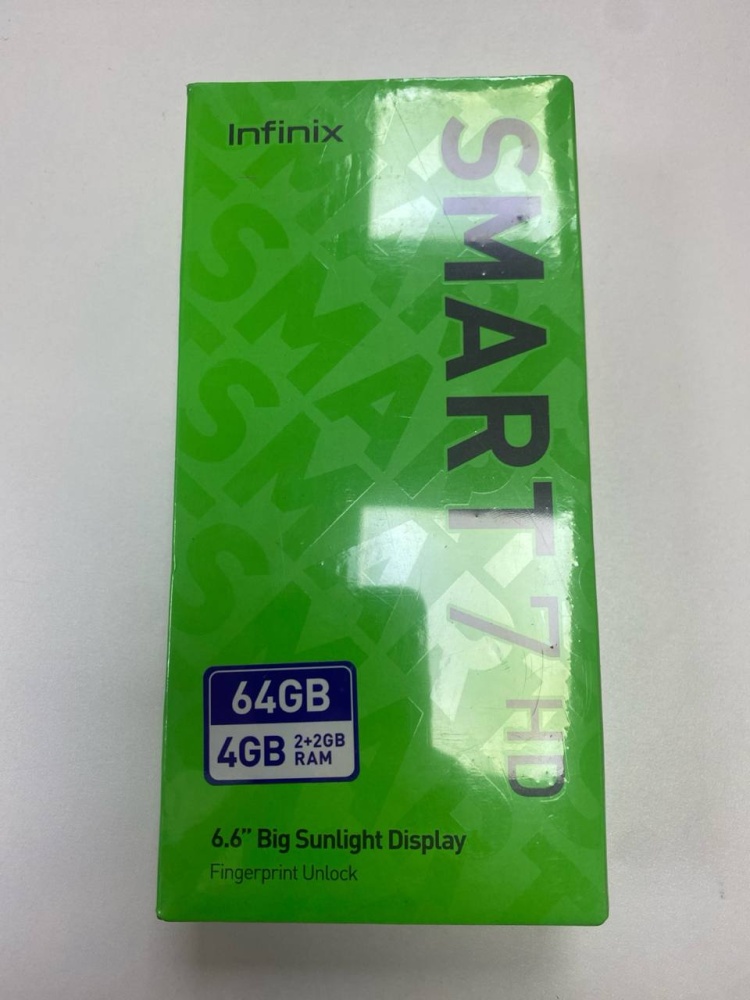 Infinix
SMART 7 HD
64GB
4GB 2+2GB RAM
6.6” Big Sunlight Display
Fingerprint Unlock